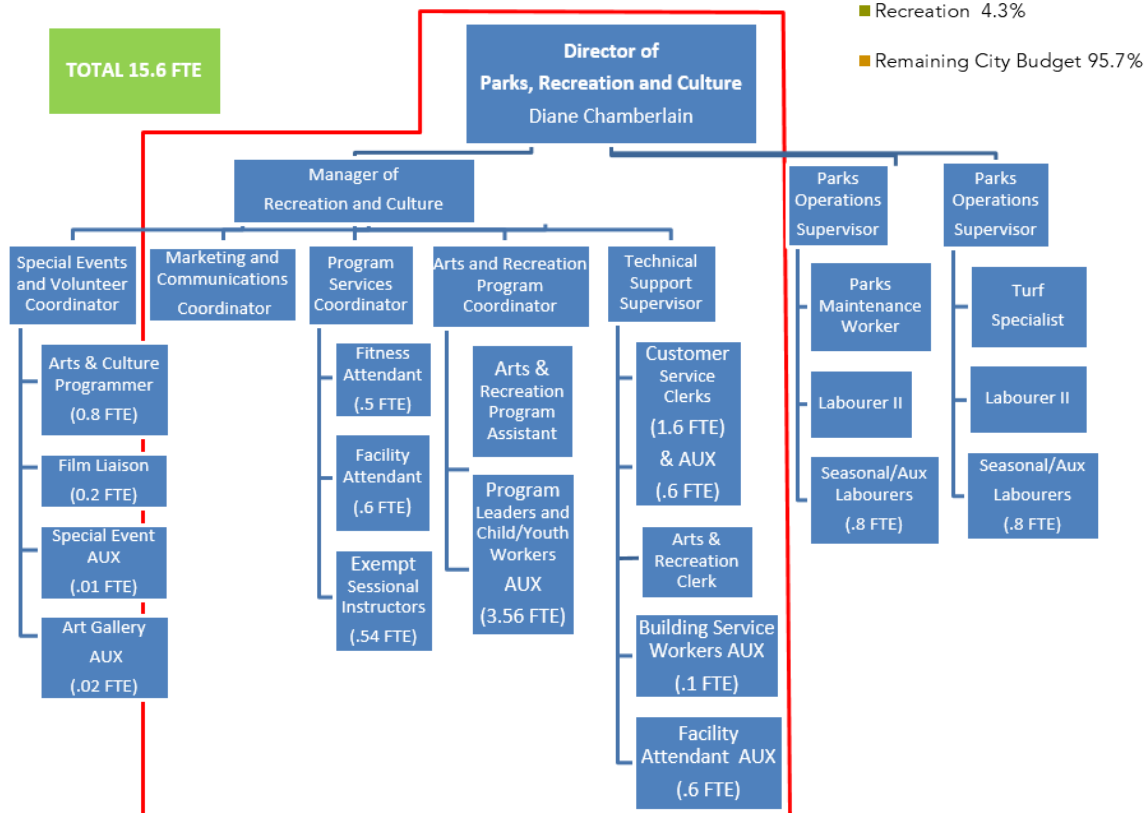 Recreation 4.3%
Remaining City Budget 95.7%
TOTAL 15.6 FTE
Director of
Parks, Recreation and Culture
Diane Chamberlain
Manager of
Recreation and Culture
Parks
Operations
Supervisor
Parks
Operations
Supervisor
Special Events
and Volunteer
Coordinator
Marketing and
Communications
Coordinator
Program
Services
Coordinator
Arts and Recreation
Program
Coordinator
Technical
Support
Supervisor
Arts & Culture
Programmer
(0.8 FTE)
Film Liaison
(0.2 FTE)
Special Event
AUX
(.01 FTE)
Art Gallery
AUX
(.02 FTE)
Fitness
Attendant
(.5 FTE)
Facility
Attendant
(.6 FTE)
Exempt
Sessional
Instructors
(.54 FTE)
Arts &
Recreation
Program
Assistant
Program
Leaders and
Child/Youth
Workers
AUX
(3.56 FTE)
Customer
Service
Clerks
(1.6 FTE)
& AUX
(.6 FTE)
Arts &
Recreation
Clerk
Building Service
Workers AUX
(.1 FTE)
Facility
Attendant AUX
(.6 FTE)
Parks
Maintenance
Worker
Labourer II
Seasonal/Aux
Labourers
(.8 FTE)
Turf
Specialist
Labourer II
Seasonal/Aux
Labourers
(.8 FTE)